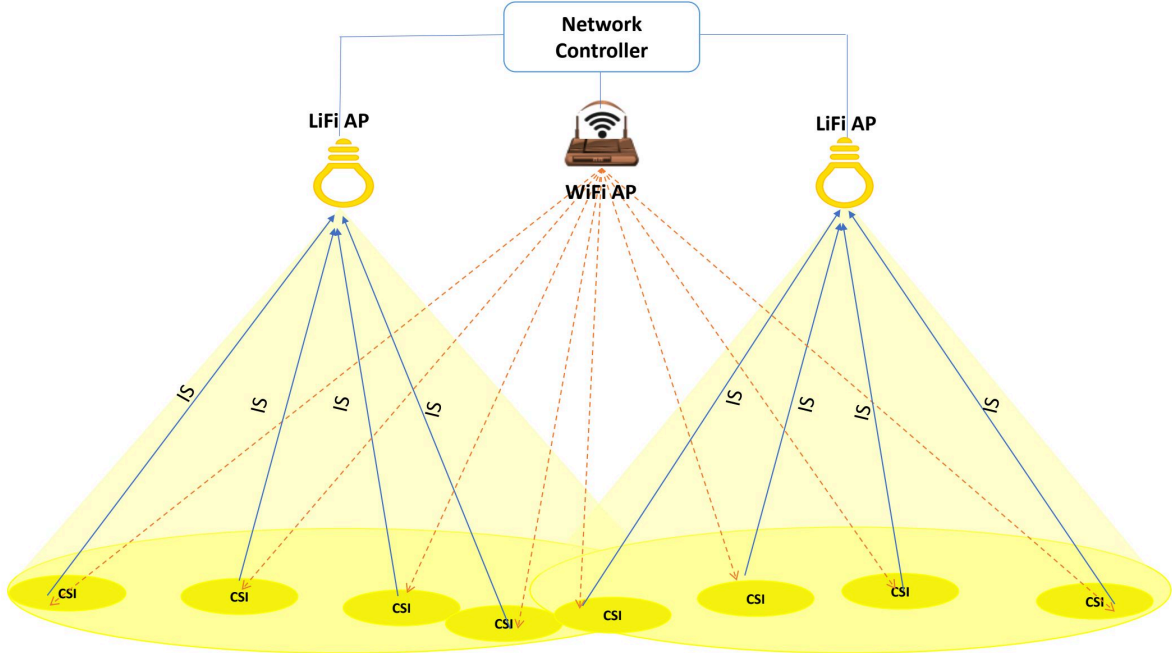 Network
Controller
LiFi AP
LiFi AP
WiFi AP
IS
IS
IS
IS
IS
IS
IS
IS
CSI
CSI
CSI
CSI
CSI
CSI
CSI
CSI